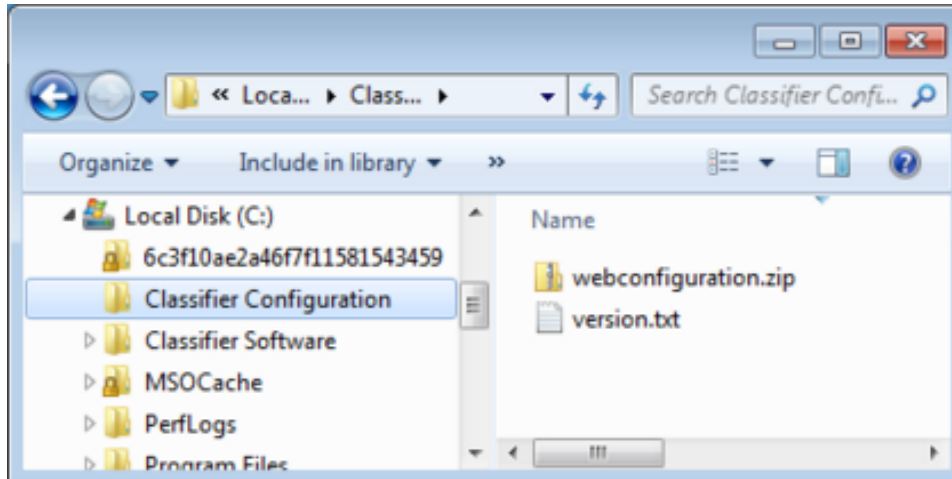 « Loca... ▸ Class... ▸ Search Classifier Confi...
Organize Include in library »
Local Disk (C:)
6c3f10ae2a46f7f11581543459
Classifier Configuration
Classifier Software
MSOCache
PerfLogs
Program Files
Name
webconfiguration.zip
version.txt